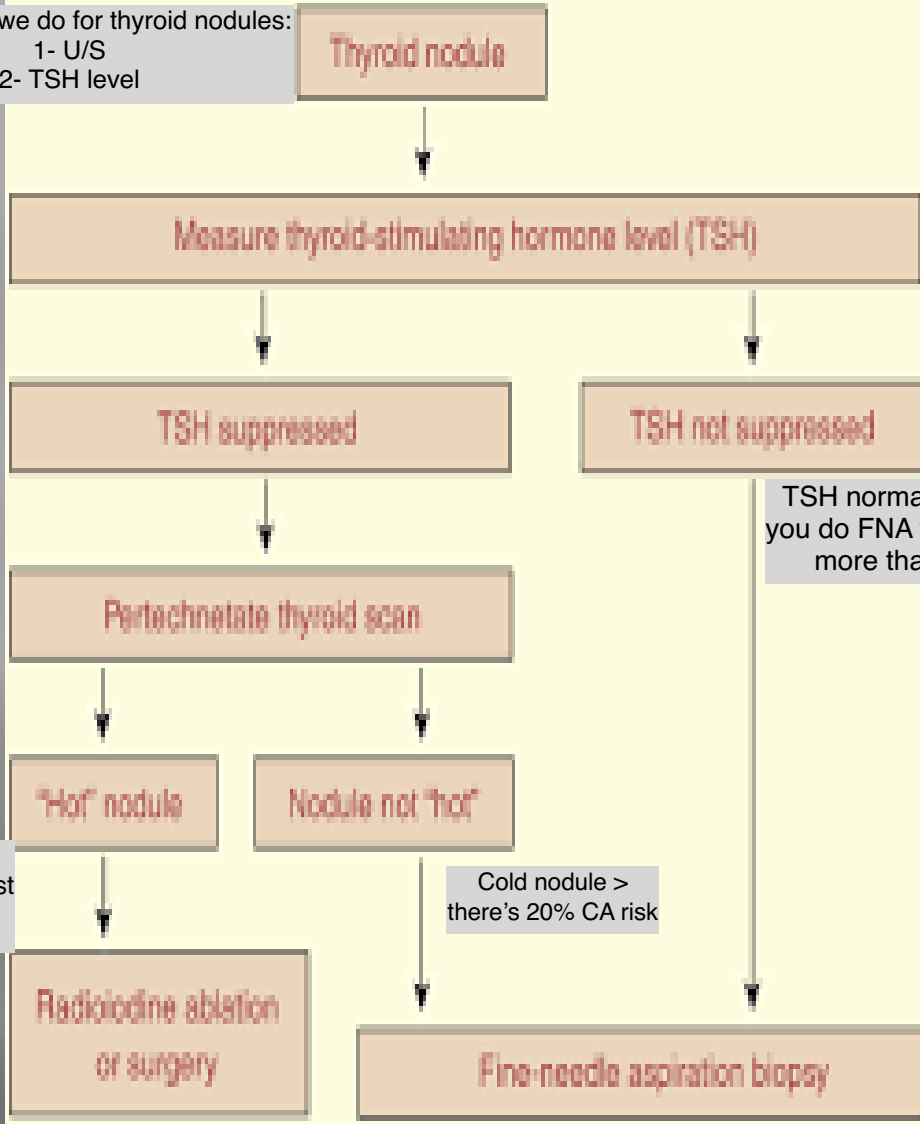 we do for thyroid nodules:
1- U/S
2- TSH level
Thyroid nodule
Measure thyroid-stimulating hormone level (TSH)
TSH suppressed
TSH not suppressed
TSH norma
you do FNA
more tha
Pertechnetate thyroid scan
"Hot" nodule
Nodule not "hot"
st
Cold nodule >
there's 20% CA risk
Radioiodine ablation
or surgery
Fine-needle aspiration biopsy